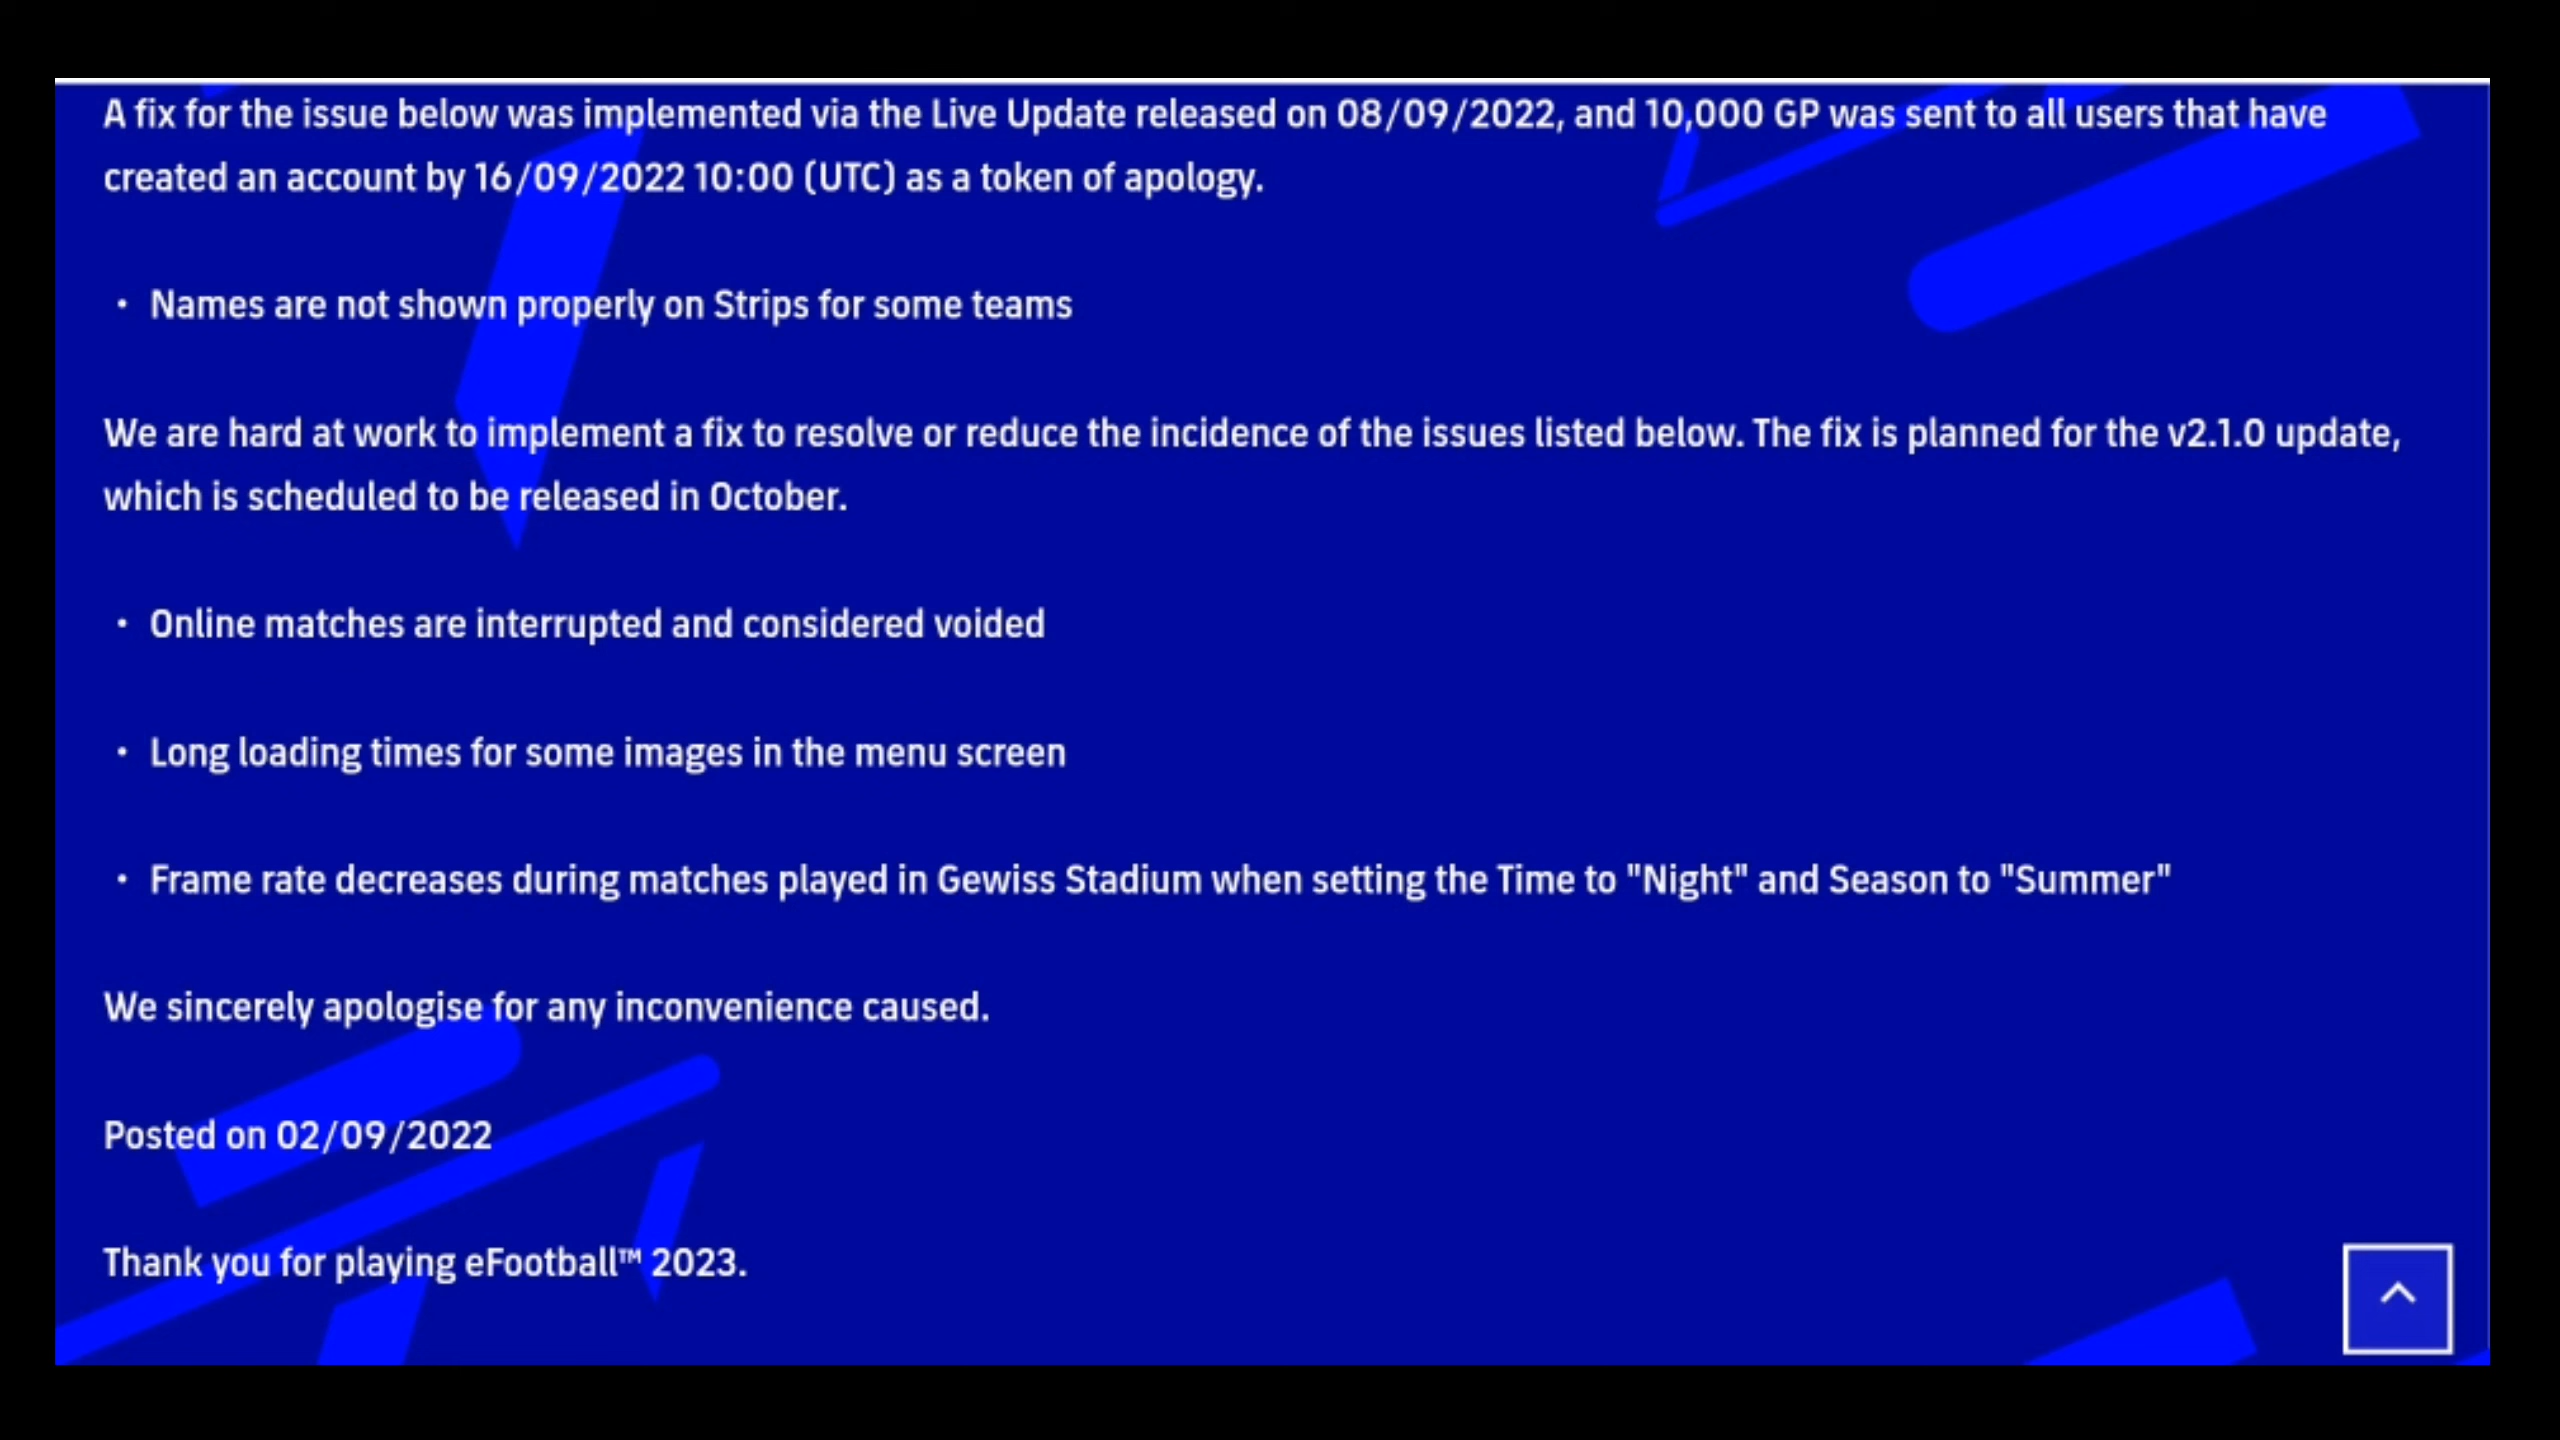 A fix for the issue below was implemented via the Live Update released on 08/09/2022, and 10,000 GP was sent to all users that have
created an account by 16/09/2022 10:00 (UTC) as a token of apology.
・ Names are not shown properly on Strips for some teams
We are hard at work to implement a fix to resolve or reduce the incidence of the issues listed below. The fix is planned for the v2.1.0 update,
which is scheduled to be released in October.
・ Online matches are interrupted and considered voided
・ Long loading times for some images in the menu screen
・ Frame rate decreases during matches played in Gewiss Stadium when setting the Time to "Night" and Season to "Summer"
We sincerely apologise for any inconvenience caused.
Posted on 02/09/2022
Thank you for playing eFootball™ 2023.